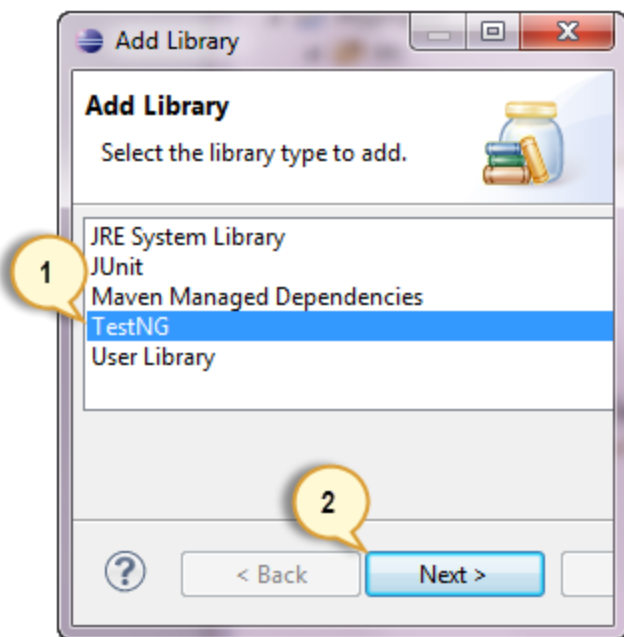 Add Library
Add Library
Select the library type to add.
JRE System Library
JUnit
Maven Managed Dependencies
TestNG
User Library
1
2
?
< Back
Next >